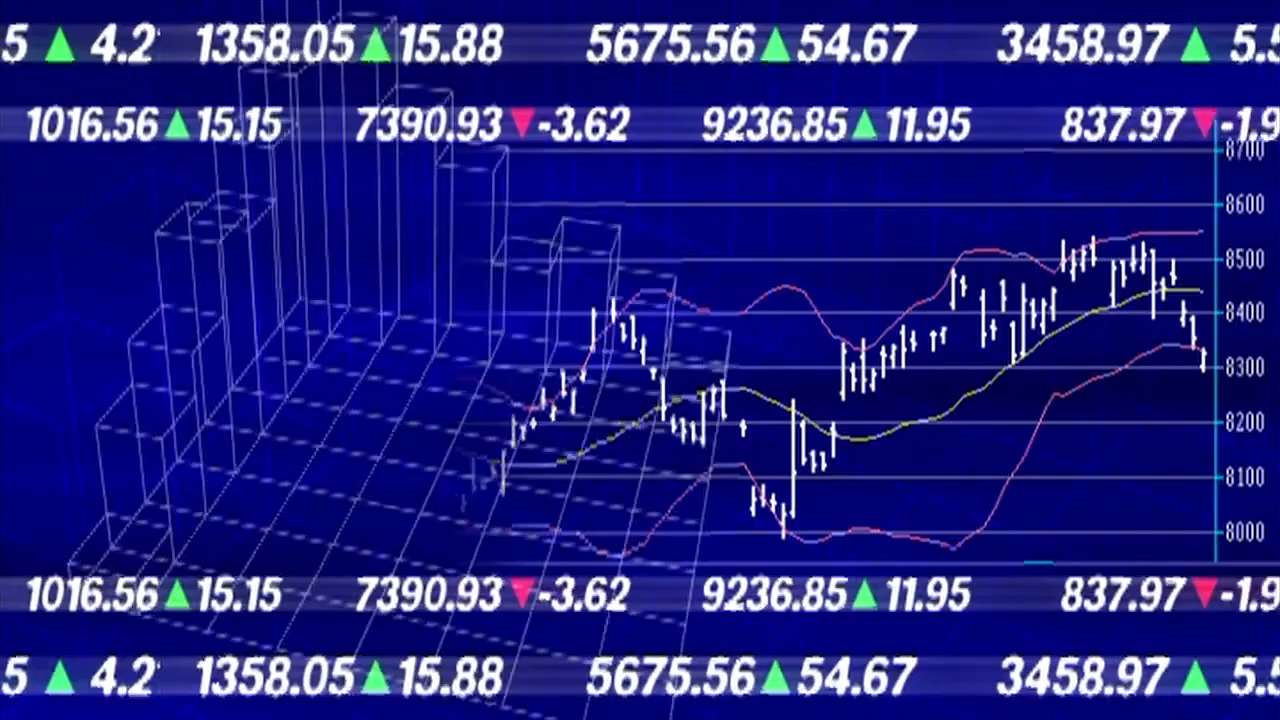 5 ▲ 4.2 1358.05 ▲ 15.88 5675.56 ▲ 54.67 3458.97 ▲ 5.5
1016.56 ▲ 15.15 7390.93 ▼ -3.62 9236.85 ▲ 11.95 837.97 ▼ -1.9
8700
8600
8500
8400
8300
8200
8100
8000
1016.56 ▲ 15.15 7390.93 ▼ -3.62 9236.85 ▲ 11.95 837.97 ▼ -1.9
5 ▲ 4.2 1358.05 ▲ 15.88 5675.56 ▲ 54.67 3458.97 ▲ 5.5